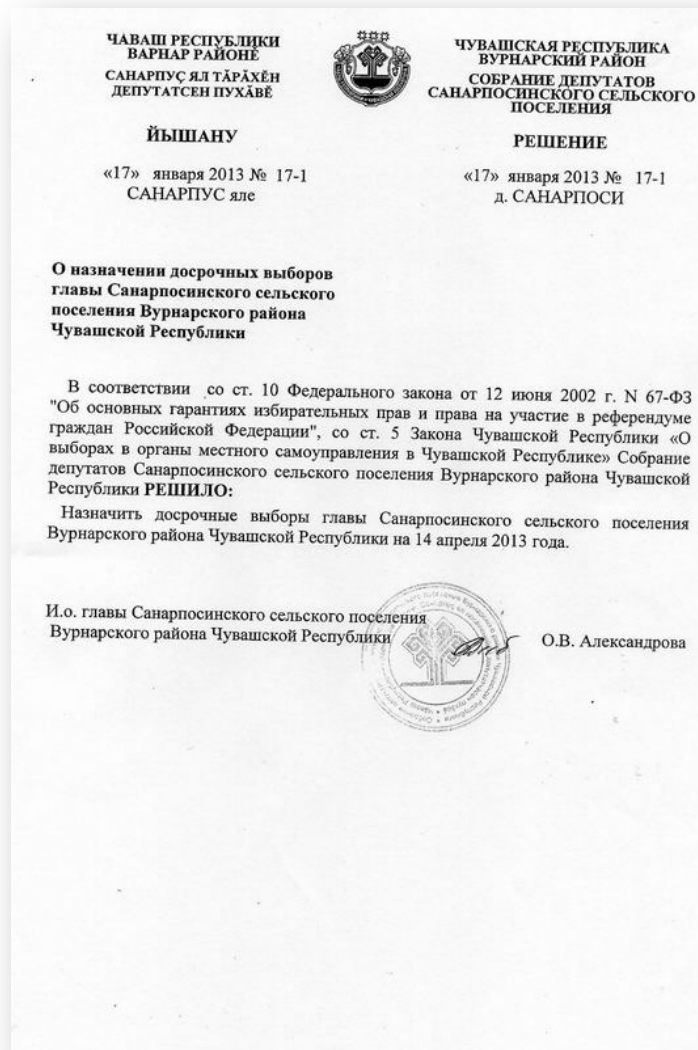 ЧАВАШ РЕСПУБЛИКИ
ВАРНАР РАЙОНĚ
САНАРПУҪ ЯЛ ТӐРӐХӖН
ДЕПУТАТСЕН ПУХӐВӖ
ЙЫШАНУ
«17» января 2013 № 17-1
САНАРПУС яле
ЧУВАШСКАЯ РЕСПУБЛИКА
ВУРНАРСКИЙ РАЙОН
СОБРАНИЕ ДЕПУТАТОВ
САНАРПОСИНСКОГО СЕЛЬСКОГО
ПОСЕЛЕНИЯ
РЕШЕНИЕ
«17» января 2013 № 17-1
д. САНАРПОСИ
О назначении досрочных выборов
главы Санарпосинского сельского
поселения Вурнарского района
Чувашской Республики
В соответствии со ст. 10 Федерального закона от 12 июня 2002 г. N 67-ФЗ
"Об основных гарантиях избирательных прав и права на участие в референдуме
граждан Российской Федерации", со ст. 5 Закона Чувашской Республики «О
выборах в органы местного самоуправления в Чувашской Республике» Собрание
депутатов Санарпосинского сельского поселения Вурнарского района Чувашской
Республики РЕШИЛО:
Назначить досрочные выборы главы Санарпосинского сельского поселения
Вурнарского района Чувашской Республики на 14 апреля 2013 года.
И.о. главы Санарпосинского сельского поселения
Вурнарского района Чувашской Республики
О.В. Александрова